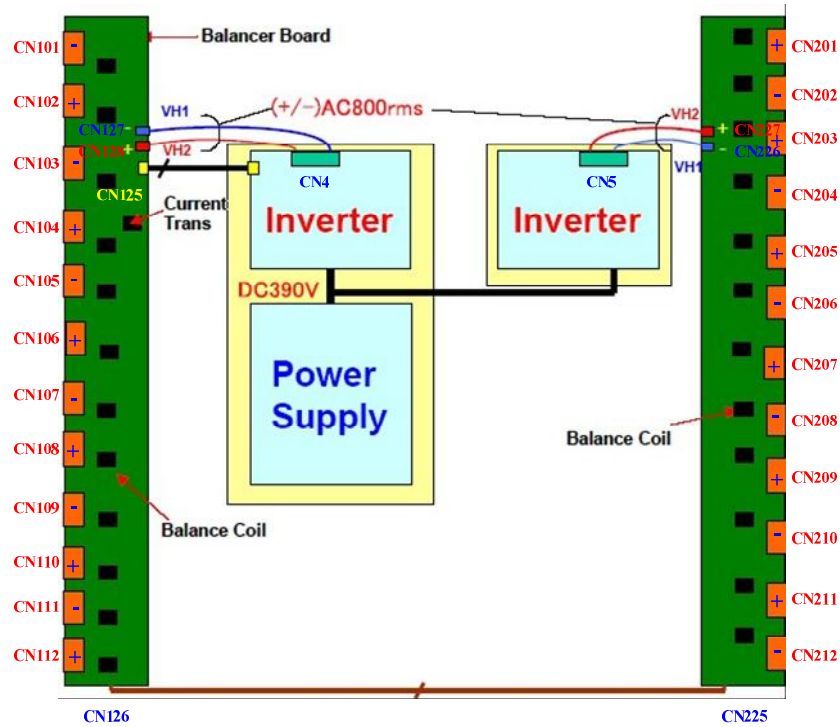 CN101
-
Balancer Board
+
CN201
CN102
+
VH1
(+/-)AC800rms
VH2
-
CN202
-
CN127
+
CN227
+
CN203
+
CN128
VH2
-
CN226
CN103
-
CN4
CN5
VH1
CN125
-
CN204
Current
Trans
CN104
+
Inverter
Inverter
+
CN205
CN105
-
DC390V
-
CN206
CN106
+
+
CN207
Power
Supply
CN107
-
-
CN208
Balance Coil
CN108
+
+
CN209
CN109
-
Balance Coil
-
CN210
CN110
+
CN111
-
+
CN211
CN112
+
-
CN212
CN126
CN225